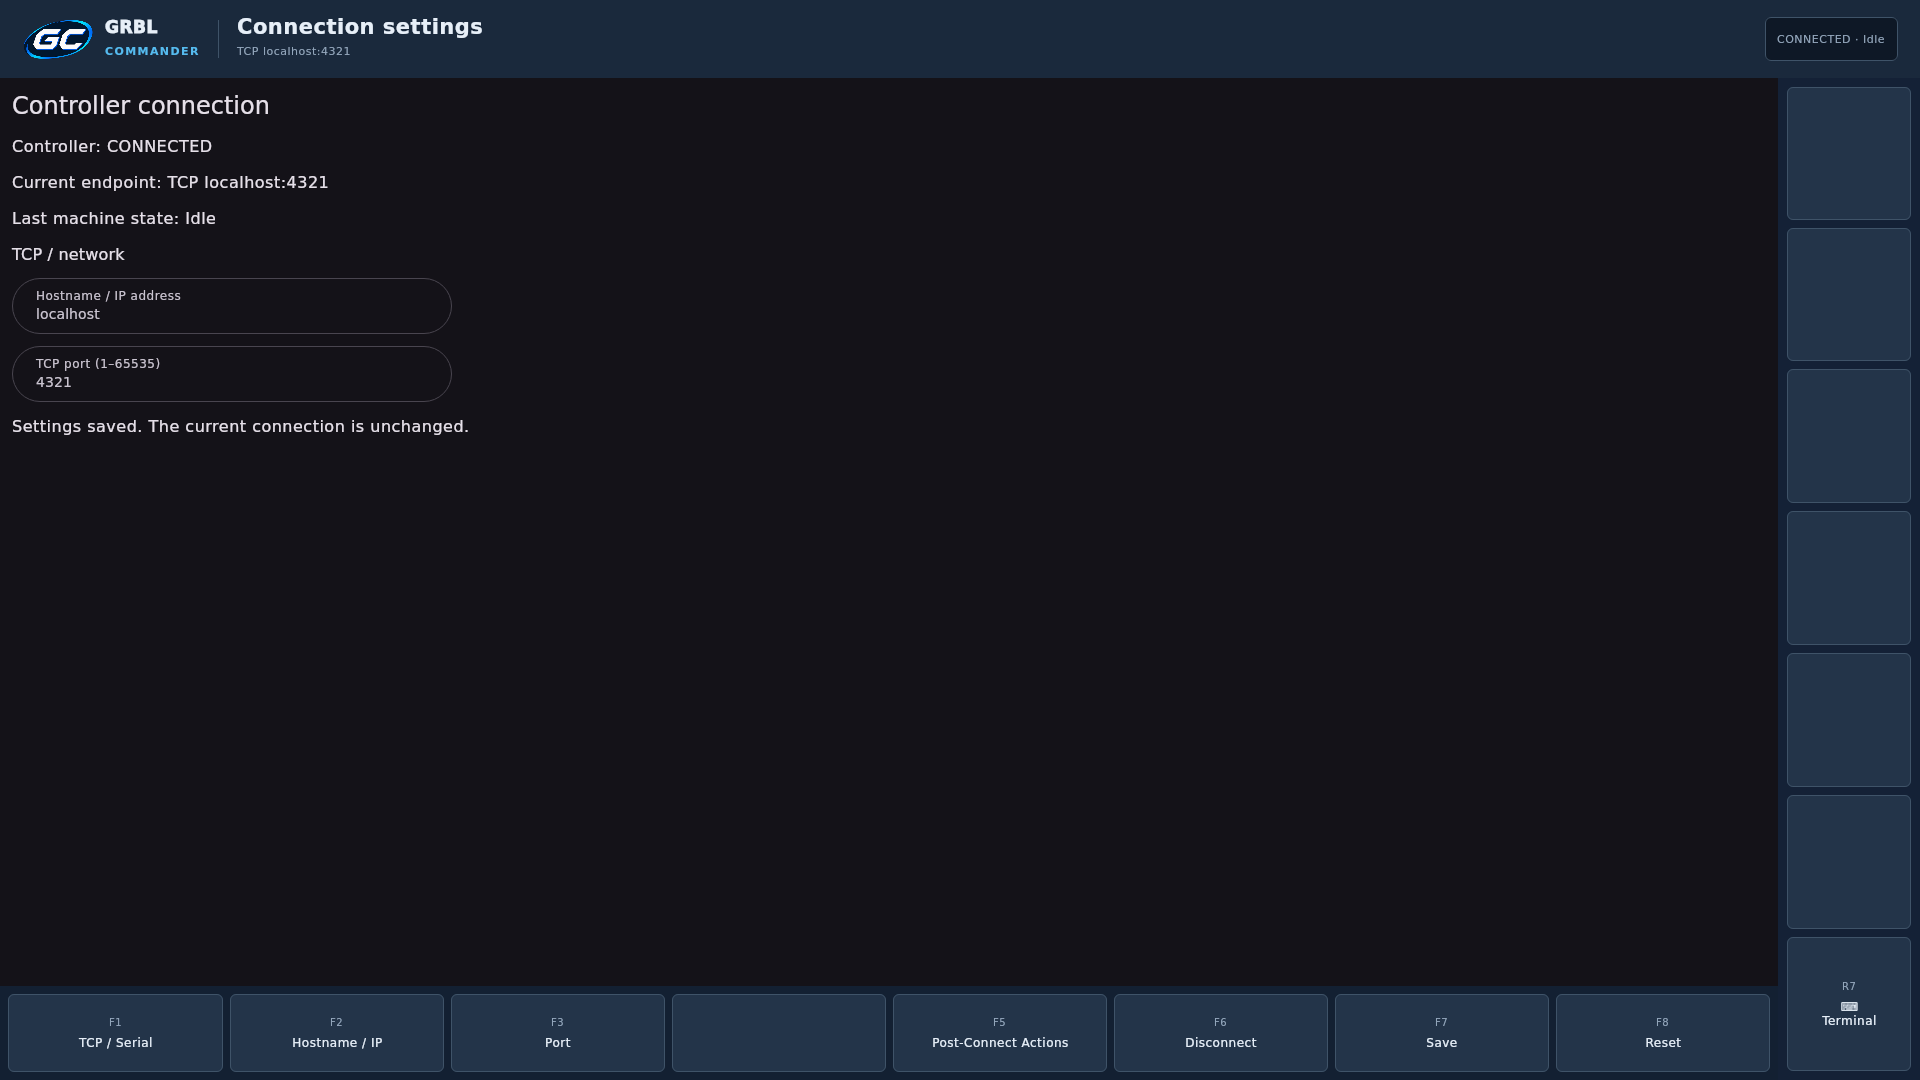 GC
GRBL
COMMANDER
Connection settings
TCP localhost:4321
CONNECTED · Idle
Controller connection
Controller: CONNECTED
Current endpoint: TCP localhost:4321
Last machine state: Idle
TCP / network
Hostname / IP address
localhost
TCP port (1–65535)
4321
Settings saved. The current connection is unchanged.
R7
Terminal
F1
TCP / Serial
F2
Hostname / IP
F3
Port
F5
Post-Connect Actions
F6
Disconnect
F7
Save
F8
Reset